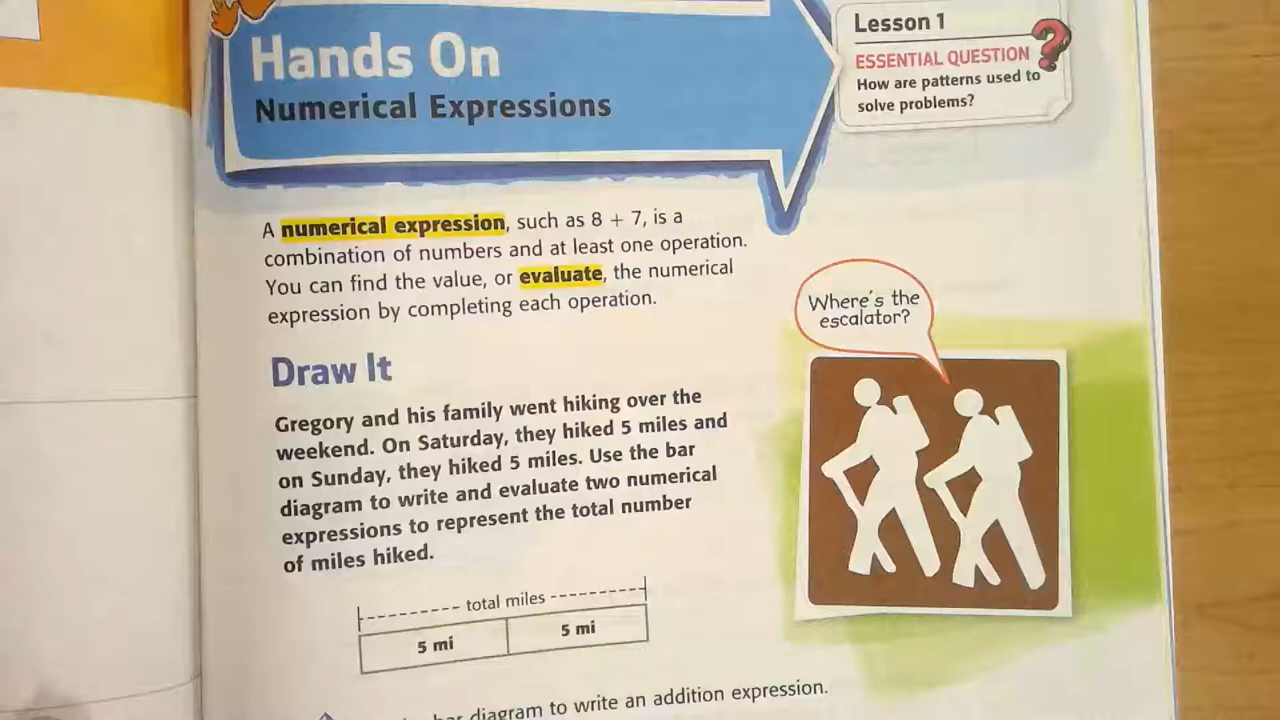 Hands On
Numerical Expressions
Lesson 1
ESSENTIAL QUESTION
How are patterns used to
solve problems?
A numerical expression, such as 8 + 7, is a
combination of numbers and at least one operation.
You can find the value, or evaluate, the numerical
expression by completing each operation.
Where's the
escalator?
Draw It
Gregory and his family went hiking over the
weekend. On Saturday, they hiked 5 miles and
on Sunday, they hiked 5 miles. Use the bar
diagram to write and evaluate two numerical
expressions to represent the total number
of miles hiked.
total miles
5 mi 5 mi
diagram to write an addition expression.